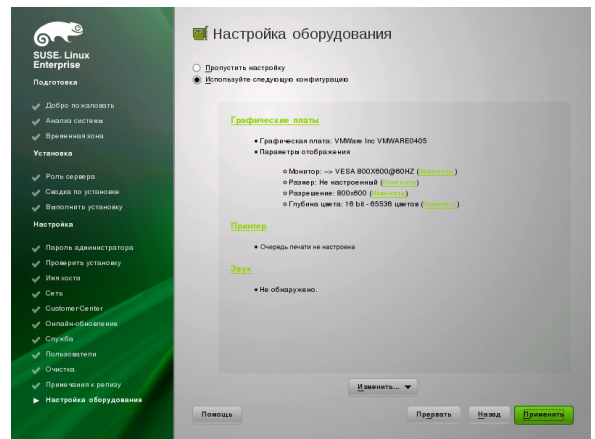 SUSE. Linux
Enterprise
Подготовка
Добро пожаловать
Анализ системы
Временная зона
Установка
Роль сервера
Сводка по установке
Выполнить установку
Настройка
Пароль администратора
Проверить установку
Имя хоста
Сеть
Customer Center
Онлайн-обновление
Служба
Пользователи
Очистка
Примечания к релизу
Настройка оборудования
Настройка оборудования
Пропустить настройку
Используйте следующую конфигурацию
Графические платы
• Графическая плата: VMWare Inc VMWARE0405
• Параметры отображения
Монитор: --> VESA 800X600@60HZ (Изменить )
Размер: Не настроенный (Изменить)
Разрешение: 800x600 (Изменить)
Глубина цвета: 16 bit - 65536 цветов (Изменить)
Принтер
• Очередь печати не настроена
Звук
• Не обнаружено.
Изменить...
Помощь
Прервать
Назад
Применить